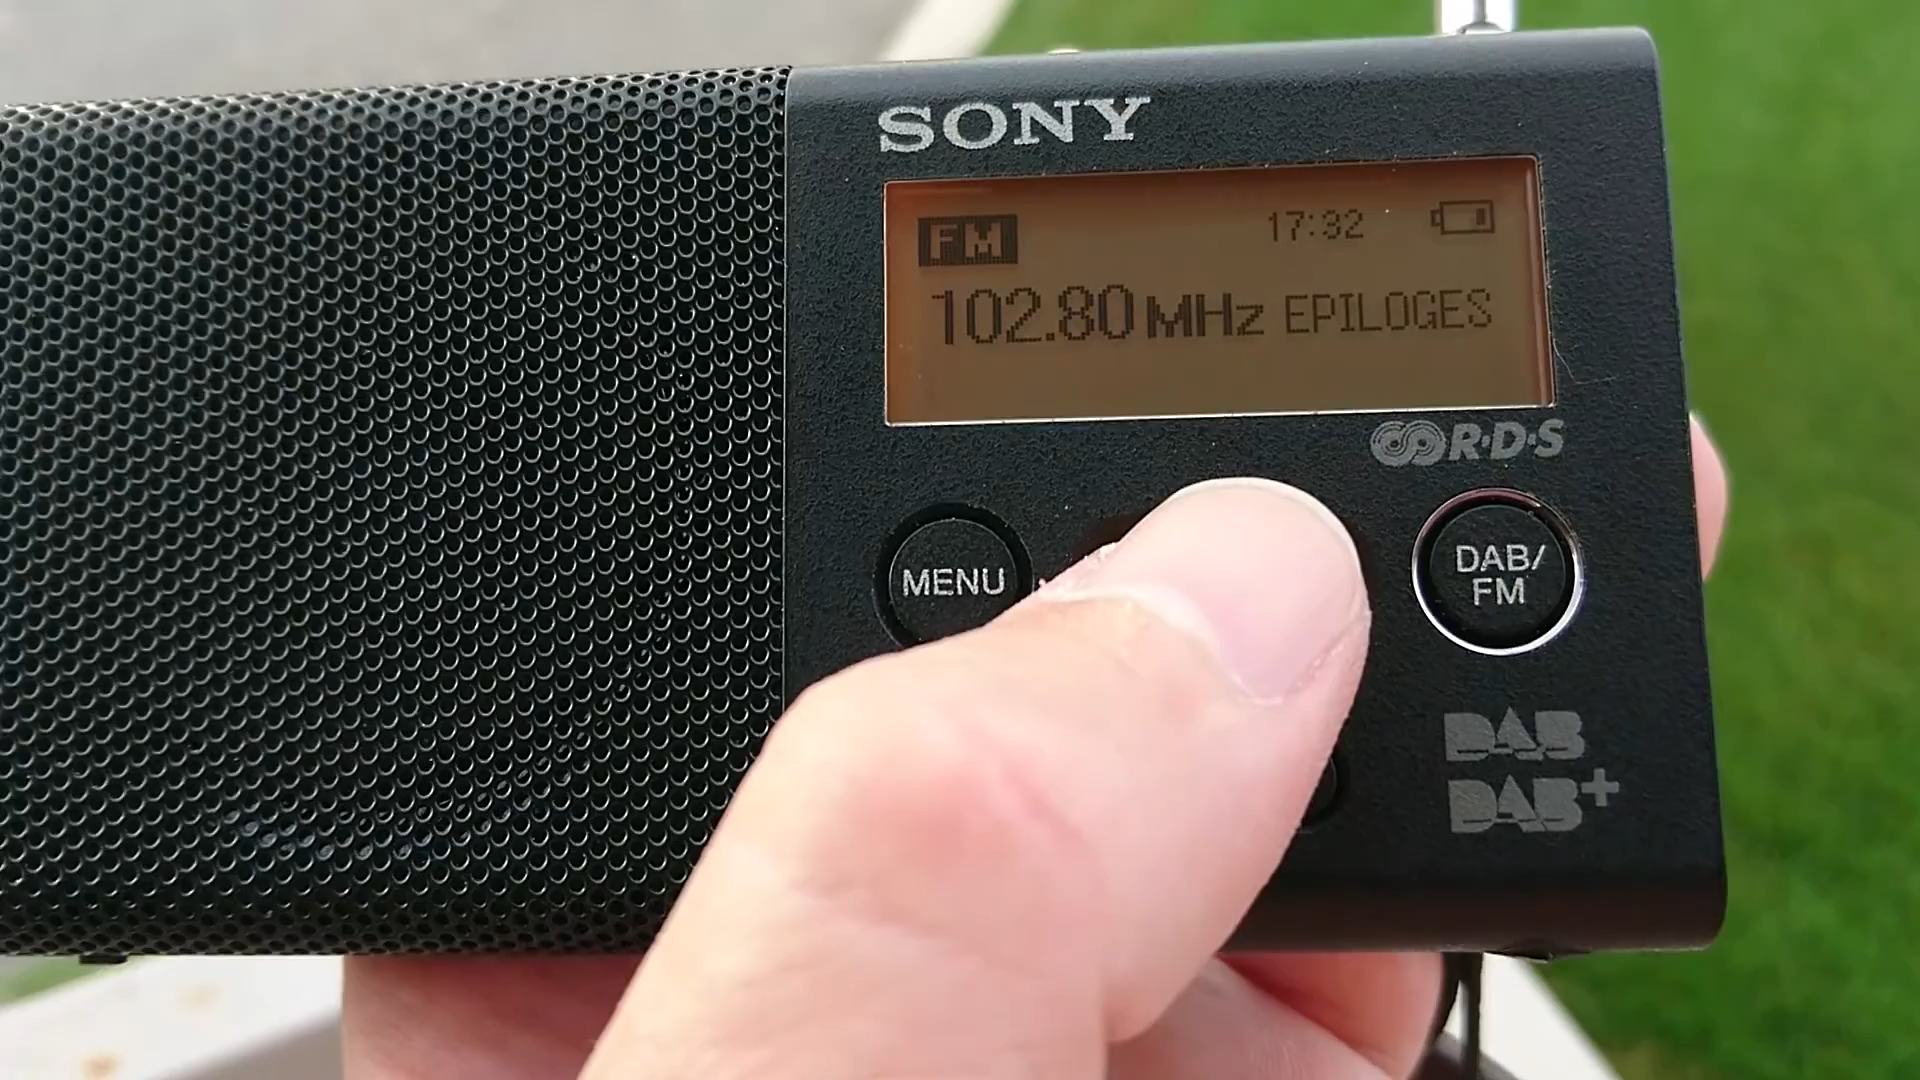 SONY
FM 17:32
102.80 MHz EPILOGES
R·D·S
MENU
DAB/
FM
DAB
DAB+